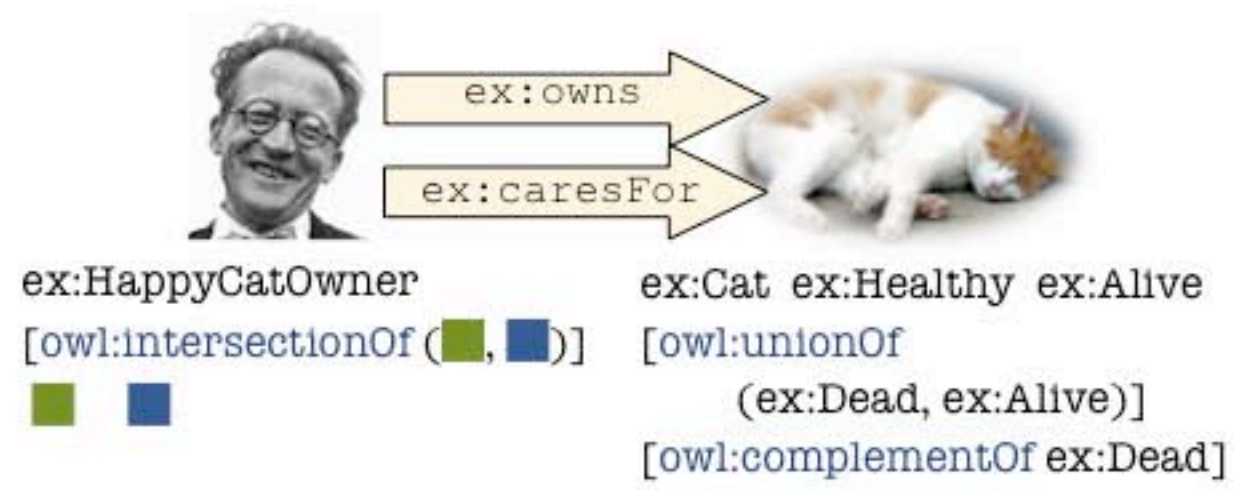 ex:owns
ex:caresFor
ex:HappyCatOwner
[owl:intersectionOf (, )]
ex:Cat ex:Healthy ex:Alive
[owl:unionOf
(ex:Dead, ex:Alive)]
[owl:complementOf ex:Dead]